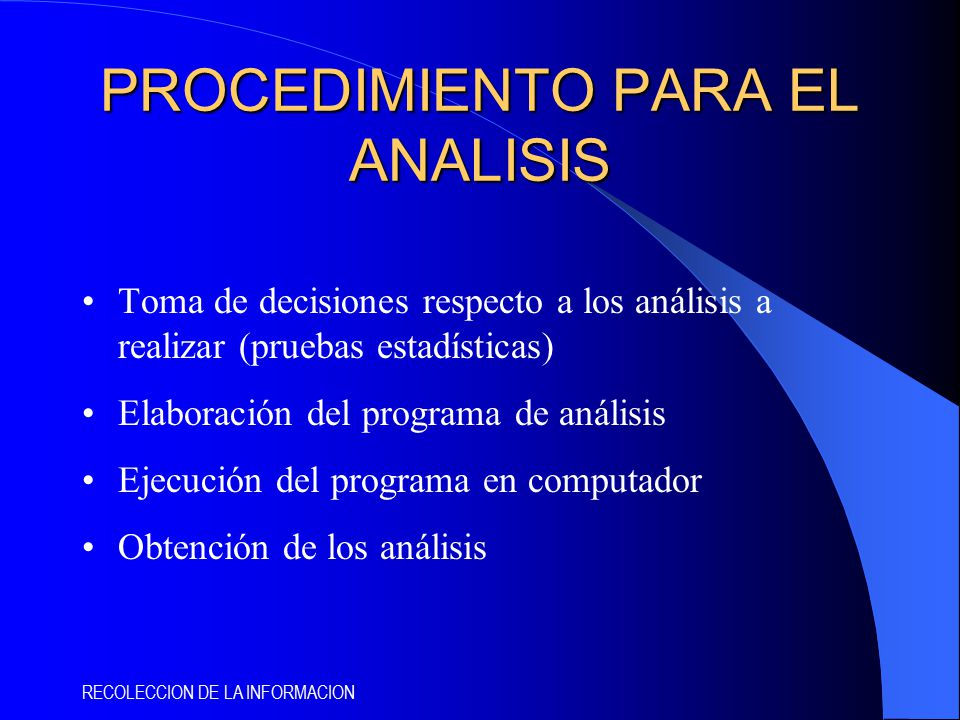 PROCEDIMIENTO PARA EL
ANALISIS
• Toma de decisiones respecto a los análisis a
realizar (pruebas estadísticas)
• Elaboración del programa de análisis
• Ejecución del programa en computador
• Obtención de los análisis
RECOLECCION DE LA INFORMACION